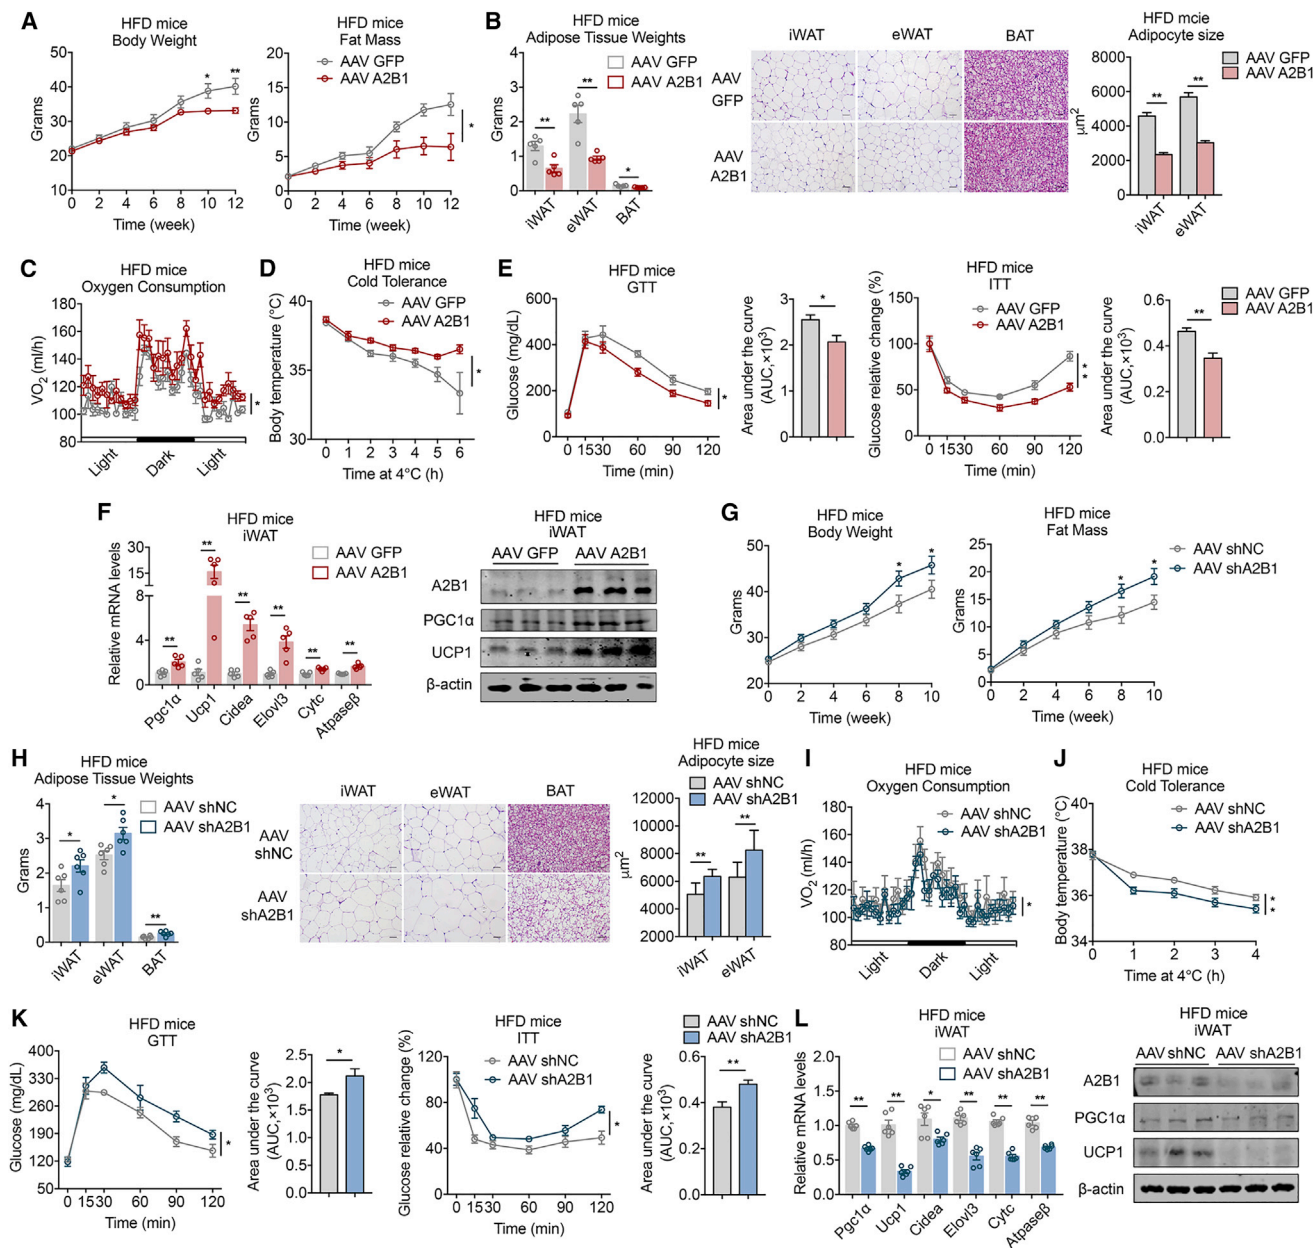 A
HFD mice
Body Weight
Grams
50
40
30
20
10
* **
0 2 4 6 8 10 12
Time (week)
HFD mice
Fat Mass
AAV GFP
AAV A2B1
Grams
20
15
10
5
0
*
0 2 4 6 8 10 12
Time (week)
B
HFD mice
Adipose Tissue Weights
AAV GFP
AAV A2B1
Grams
4
3
2
1
0
** ** *
iWAT eWAT BAT
iWAT eWAT BAT
AAV
GFP
AAV
A2B1
HFD mcie
Adipocyte size
AAV GFP
AAV A2B1
μm2
8000
6000
4000
2000
0
** **
iWAT eWAT
C
HFD mice
Oxygen Consumption
VO2 (ml/h)
180
160
140
120
100
80
*
Light Dark Light
D
HFD mice
Cold Tolerance
AAV GFP
AAV A2B1
Body temperature (°C)
40
35
30
*
0 1 2 3 4 5 6
Time at 4°C (h)
E
HFD mice
GTT
Glucose (mg/dL)
600
400
200
0
*
0 1530 60 90 120
Time (min)
Area under the curve
(AUC,×10³)
3
2
1
0
*
HFD mice
ITT
AAV GFP
AAV A2B1
Glucose relative change (%)
150
100
50
0
**
0 1530 60 90 120
Time (min)
Area under the curve
(AUC,×10³)
0.6
0.4
0.2
0.0
**
AAV GFP
AAV A2B1
F
HFD mice
iWAT
AAV GFP
AAV A2B1
Relative mRNA levels
30
15
8
4
0
** ** ** ** ** **
Pgc1α Ucp1 Cidea Elovl3 Cytc Atpaseβ
HFD mice
iWAT
AAV GFP AAV A2B1
A2B1
PGC1α
UCP1
β-actin
G
HFD mice
Body Weight
Grams
50
40
30
20
* *
0 2 4 6 8 10
Time (week)
HFD mice
Fat Mass
AAV shNC
AAV shA2B1
Grams
25
20
15
10
5
0
* *
0 2 4 6 8 10
Time (week)
H
HFD mice
Adipose Tissue Weights
AAV shNC
AAV shA2B1
Grams
4
3
2
1
0
* * **
iWAT eWAT BAT
iWAT eWAT BAT
AAV
shNC
AAV
shA2B1
HFD mice
Adipocyte size
AAV shNC
AAV shA2B1
μm2
12000
10000
8000
6000
4000
2000
** **
iWAT eWAT
I
HFD mice
Oxygen Consumption
AAV shNC
AAV shA2B1
VO2 (ml/h)
180
160
140
120
100
80
*
Light Dark Light
J
HFD mice
Cold Tolerance
AAV shNC
AAV shA2B1
Body temperature (°C)
38
36
34
**
0 1 2 3 4
Time at 4°C (h)
K
HFD mice
GTT
Glucose (mg/dL)
400
330
260
190
120
50
*
0 1530 60 90 120
Time (min)
Area under the curve
(AUC,×10³)
2.5
2.0
1.5
1.0
0.5
0.0
*
HFD mice
ITT
AAV shNC
AAV shA2B1
Glucose relative change (%)
120
80
40
0
*
0 1530 60 90 120
Time (min)
AAV shNC
AAV shA2B1
Area under the curve
(AUC,×10³)
0.6
0.4
0.2
0.0
**
L
HFD mice
iWAT
AAV shNC
AAV shA2B1
Relative mRNA levels
2.0
1.5
1.0
0.5
0.0
** ** * ** ** **
Pgc1α Ucp1 Cidea Elovl3 Cytc Atpaseβ
HFD mice
iWAT
AAV shNC AAV shA2B1
A2B1
PGC1α
UCP1
β-actin